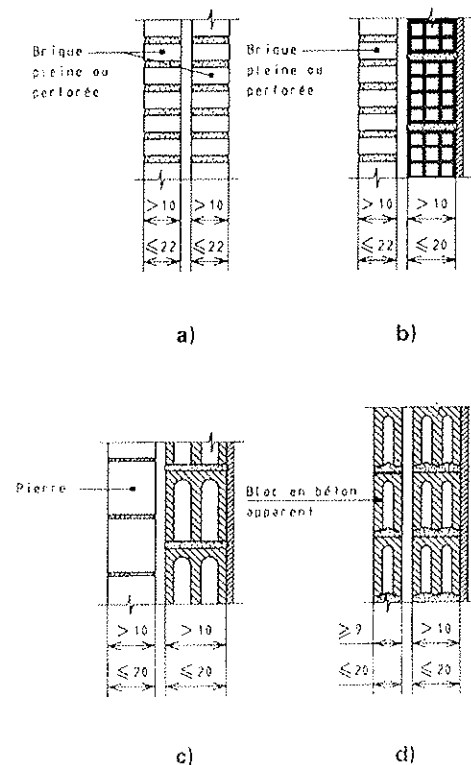 Brique
pleine ou
perforée
>10 >10
≤22 ≤22
a)
Brique
pleine ou
perforée
>10 >10
≤22 ≤20
b)
Pierre
>10 >10
≤20 ≤20
c)
Bloc en béton
apparent
≥9 >10
≤20 ≤20
d)